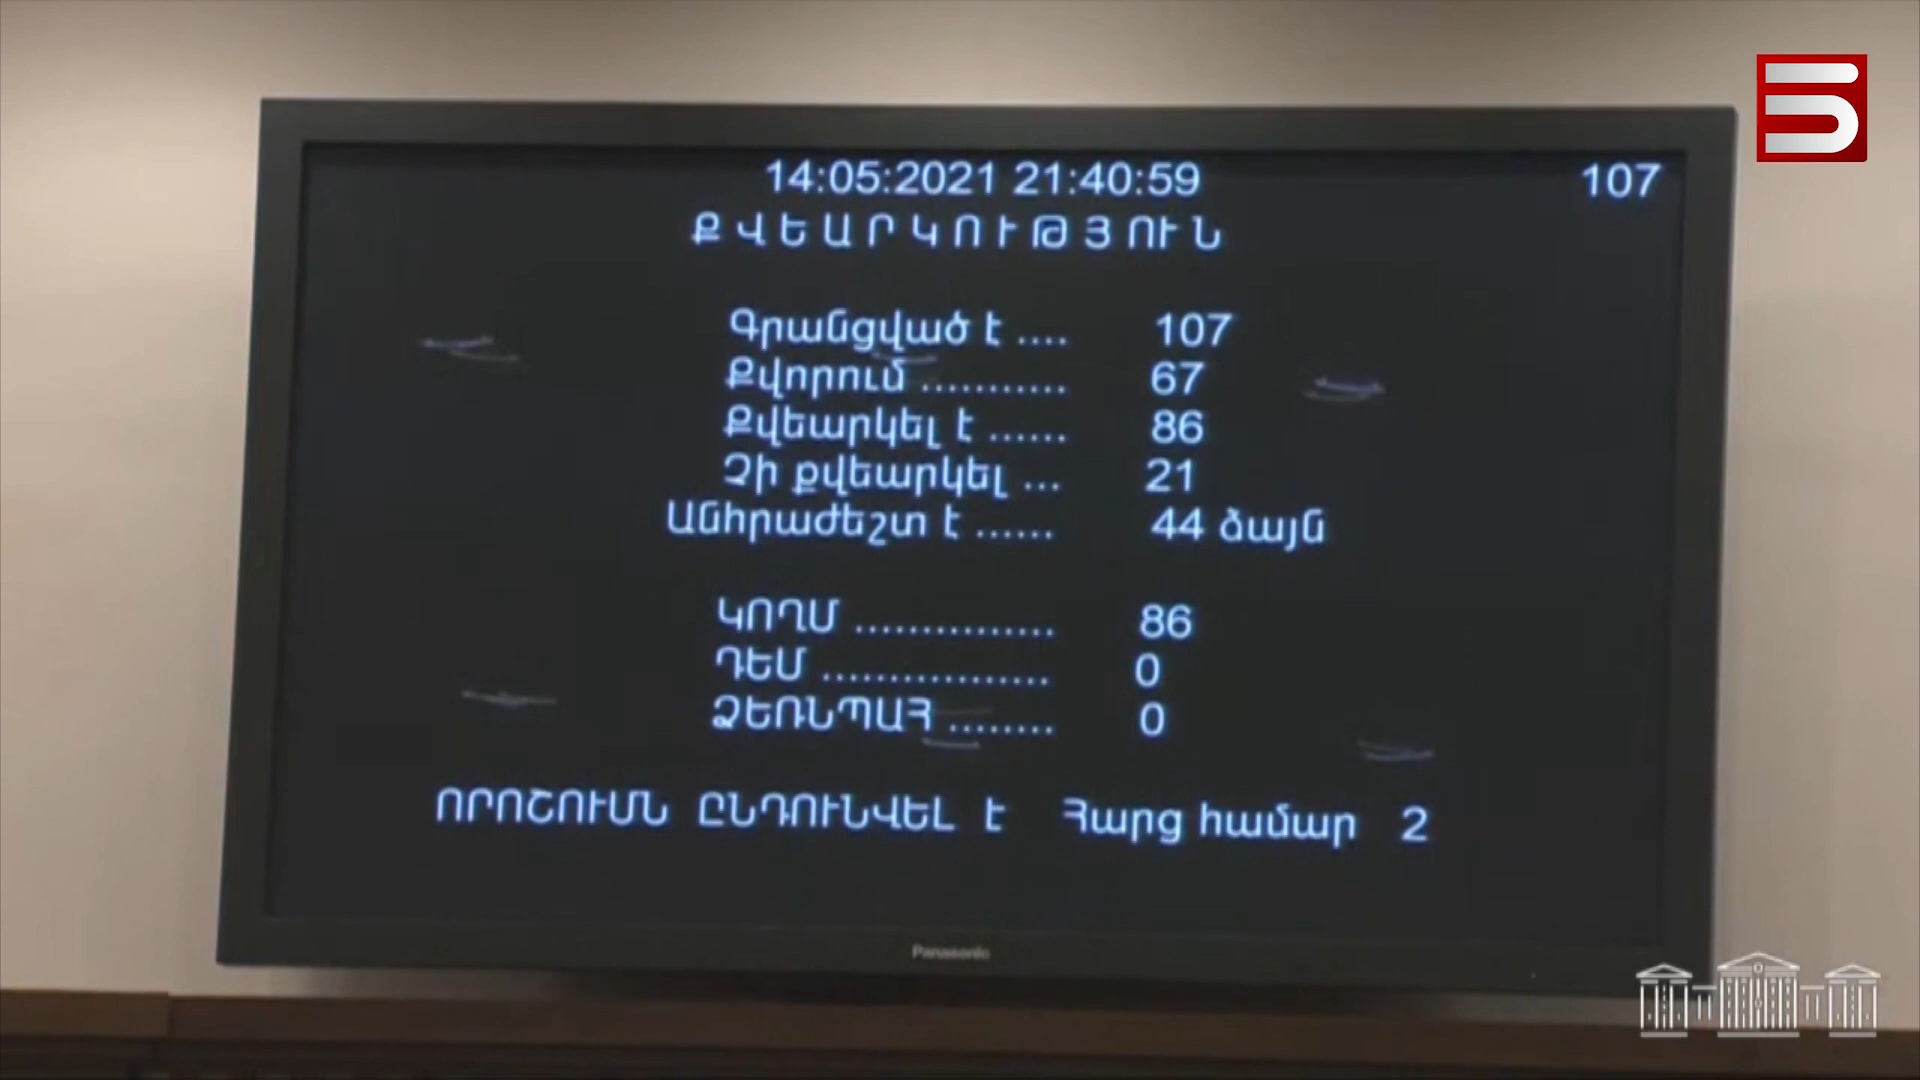 5
14:05:2021 21:40:59 107
ՔՎԵԱՐԿՈՒԹՅՈՒՆ
Գրանցված է .... 107
Քվորում ........... 67
Քվեարկել է ...... 86
Չի քվեարկել ... 21
Անհրաժեշտ է ...... 44 ձայն
ԿՈՂՄ ............... 86
ԴԵՄ ................. 0
ՁԵՌՆՊԱՀ ........ 0
ՈՐՈՇՈՒՄՆ ԸՆԴՈՒՆՎԵԼ է Հարց համար 2
Panasonic